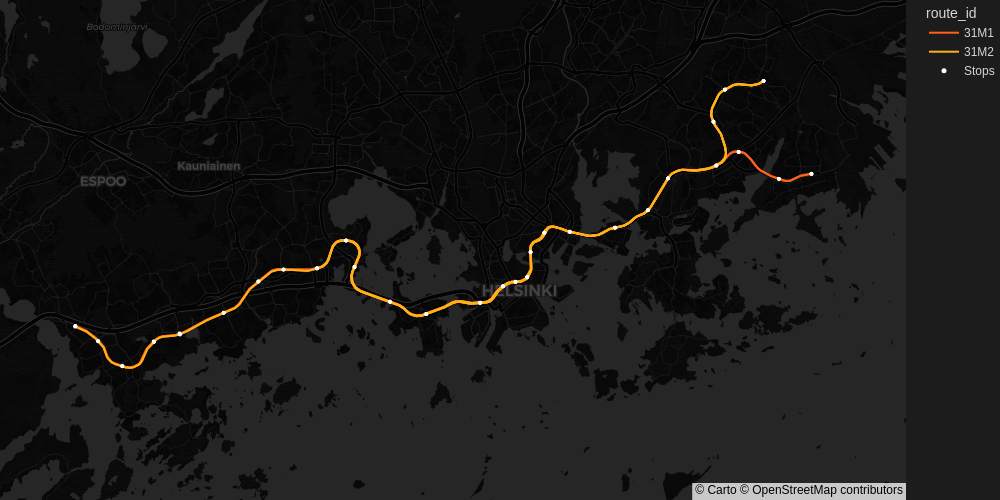 Bodominjärvi
Kauniainen
ESPOO
HELSINKI
route_id
31M1
31M2
Stops
© Carto © OpenStreetMap contributors